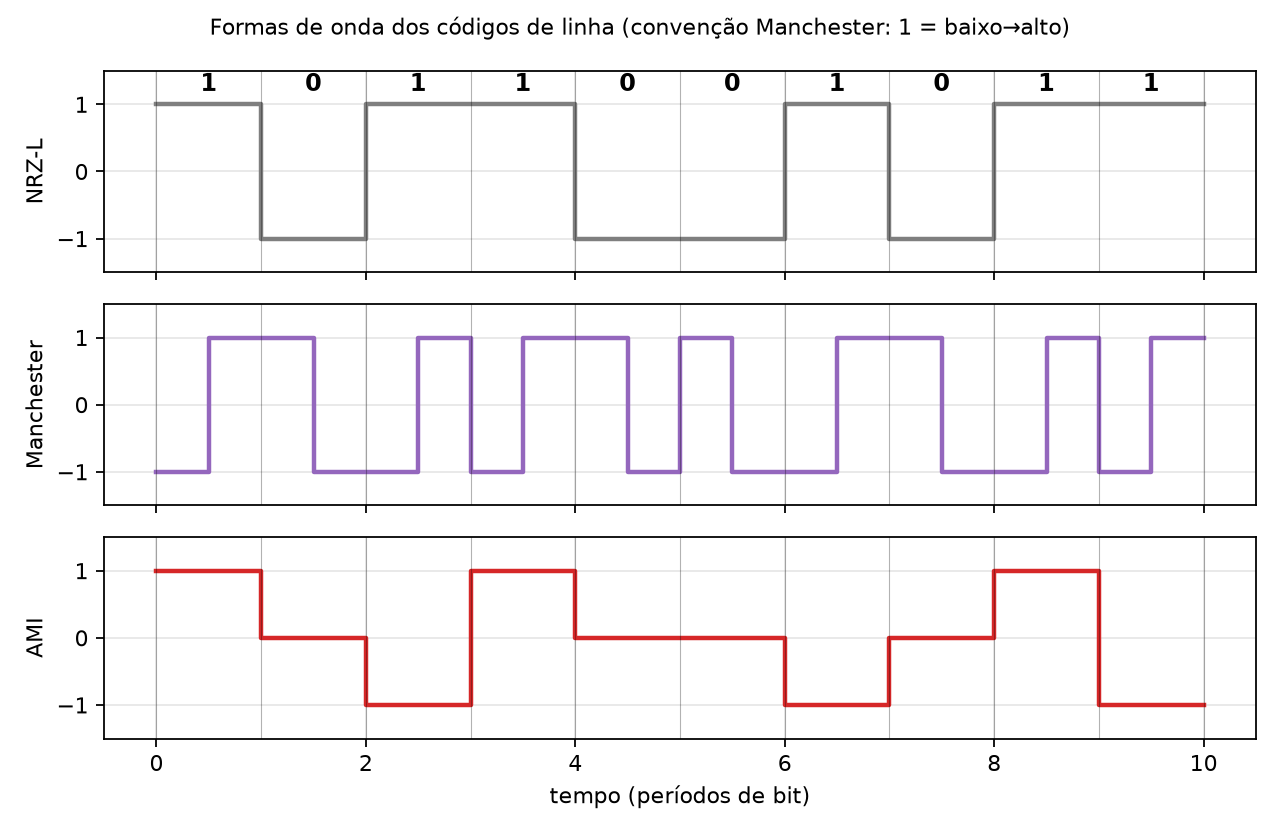 Formas de onda dos códigos de linha (convenção Manchester: 1 = baixo→alto)
1 0 1 1 0 0 1 0 1 1
NRZ-L
1
0
−1
Manchester
1
0
−1
AMI
1
0
−1
0 2 4 6 8 10
tempo (períodos de bit)